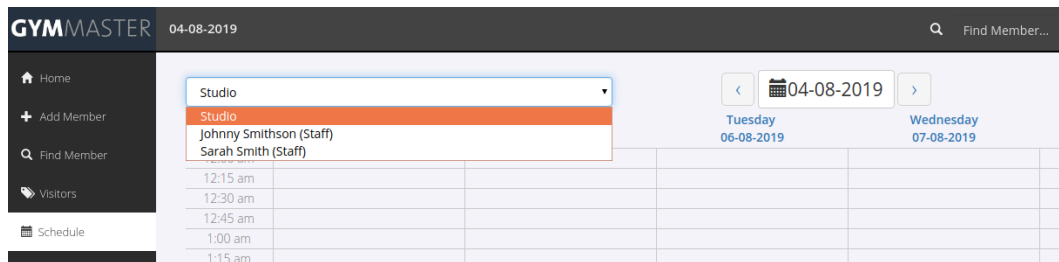 GYMMASTER 04-08-2019 Find Member...
Home
Add Member
Find Member
Visitors
Schedule
Studio
Studio
Johnny Smithson (Staff)
Sarah Smith (Staff)
04-08-2019
Tuesday Wednesday
06-08-2019 07-08-2019
12:15 am
12:30 am
12:45 am
1:00 am
1:15 am